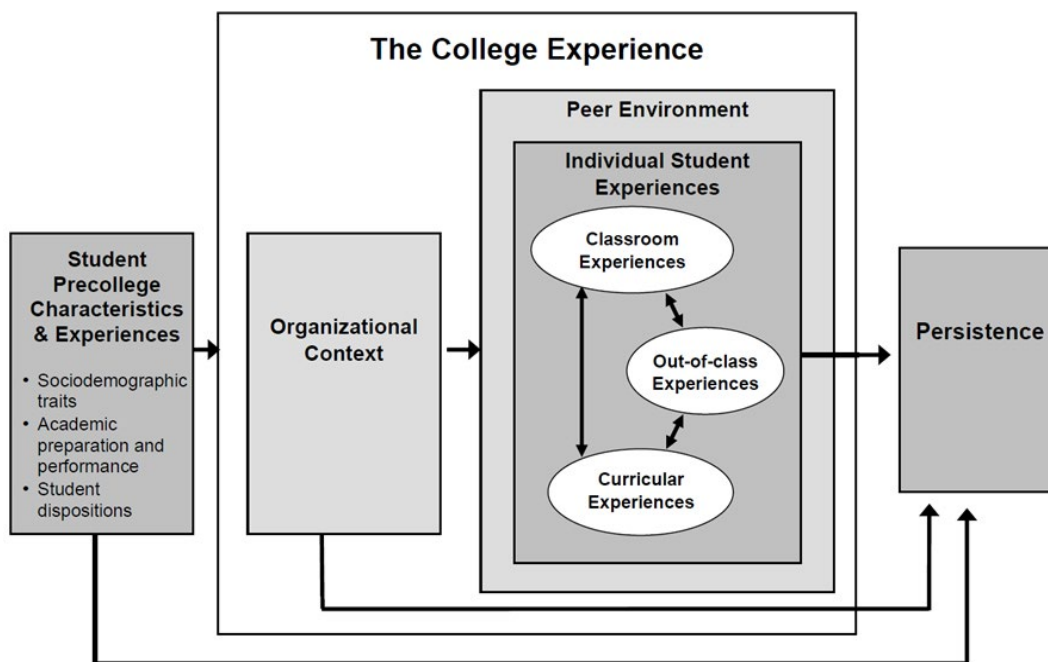 The College Experience
Peer Environment
Individual Student
Experiences
Classroom
Experiences
Out-of-class
Experiences
Curricular
Experiences
Student
Precollege
Characteristics
& Experiences
• Sociodemographic
traits
• Academic
preparation and
performance
• Student
dispositions
Organizational
Context
Persistence